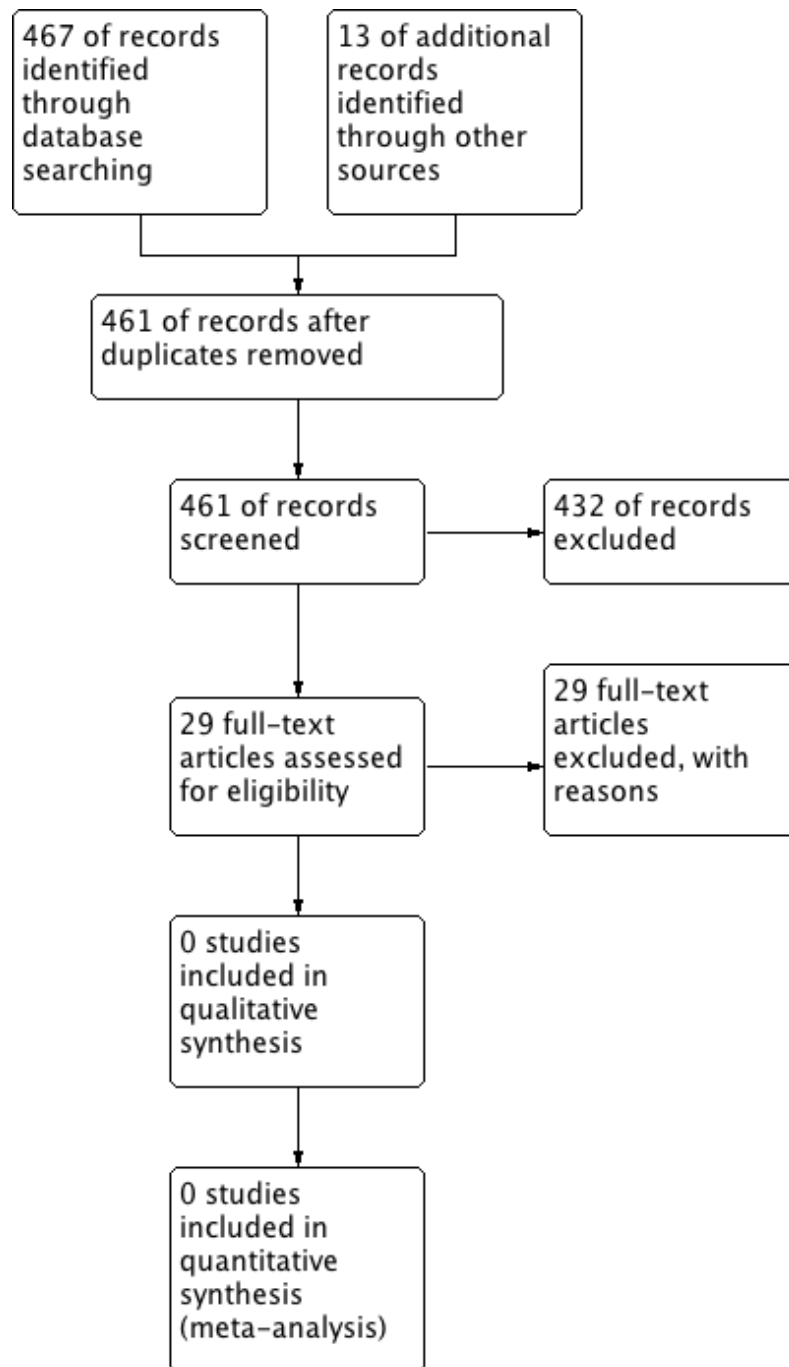 467 of records
identified
through
database
searching
13 of additional
records
identified
through other
sources
461 of records after
duplicates removed
461 of records
screened
432 of records
excluded
29 full-text
articles assessed
for eligibility
29 full-text
articles
excluded, with
reasons
0 studies
included in
qualitative
synthesis
0 studies
included in
quantitative
synthesis
(meta-analysis)